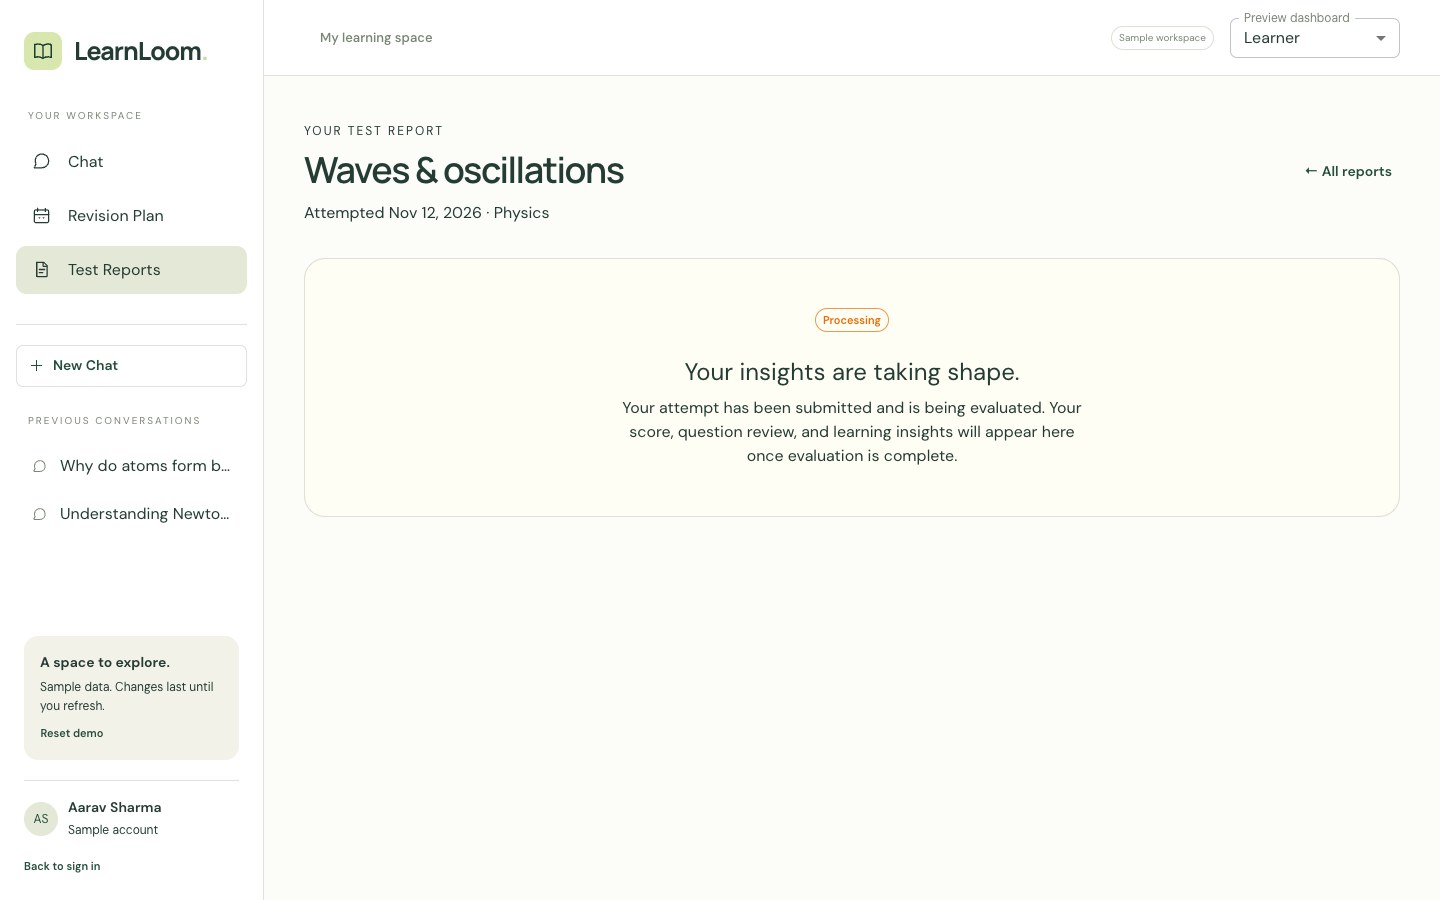 LearnLoom.
YOUR WORKSPACE
Chat
Revision Plan
Test Reports
New Chat
PREVIOUS CONVERSATIONS
Why do atoms form b...
Understanding Newto...
A space to explore.
Sample data. Changes last until
you refresh.
Reset demo
AS
Aarav Sharma
Sample account
Back to sign in
My learning space
Sample workspace
Preview dashboard
Learner
YOUR TEST REPORT
Waves & oscillations
Attempted Nov 12, 2026 · Physics
← All reports
Processing
Your insights are taking shape.
Your attempt has been submitted and is being evaluated. Your
score, question review, and learning insights will appear here
once evaluation is complete.